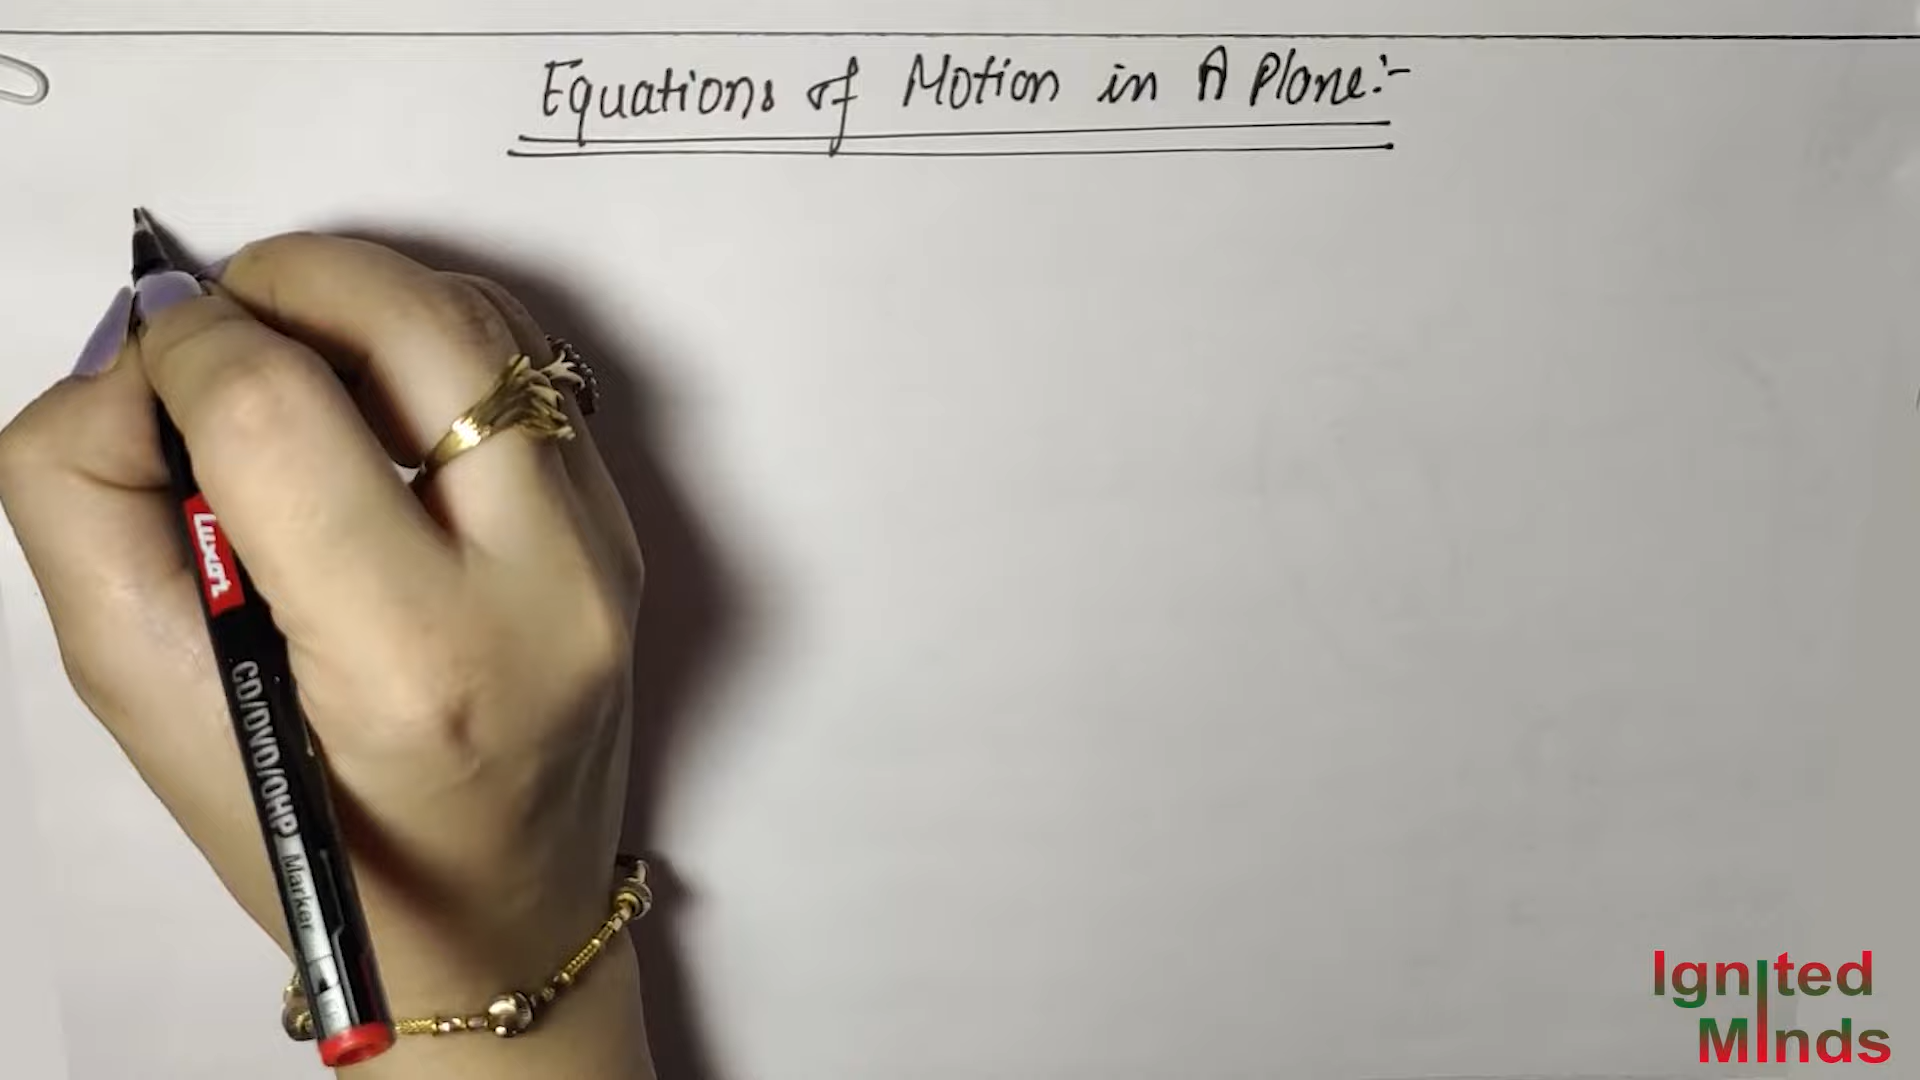 Equations of Motion in A Plane:-
Luxor
CD/DVD/OHP Marker
Ignited
Minds